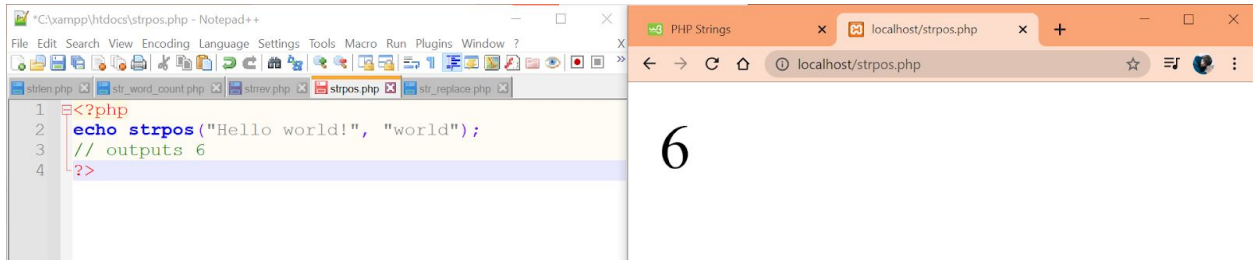 *C:\xampp\htdocs\strpos.php - Notepad++
File Edit Search View Encoding Language Settings Tools Macro Run Plugins Window ? X
strlen.php str_word_count.php strrev.php strpos.php str_replace.php
1 <?php
2 echo strpos("Hello world!", "world");
3 // outputs 6
4 ?>
PHP Strings localhost/strpos.php
localhost/strpos.php
6